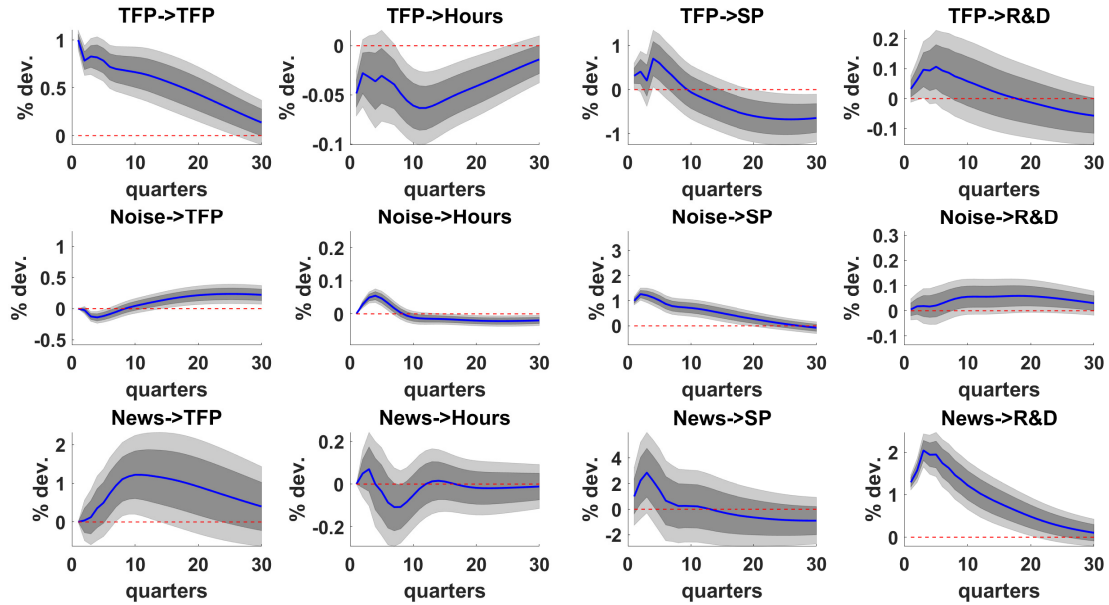 TFP->TFP
1
0.5
0
% dev.
0 10 20 30
quarters
TFP->Hours
0
-0.05
-0.1
% dev.
0 10 20 30
quarters
TFP->SP
1
0
-1
% dev.
0 10 20 30
quarters
TFP->R&D
0.2
0.1
0
-0.1
% dev.
0 10 20 30
quarters
Noise->TFP
1
0.5
0
-0.5
% dev.
0 10 20 30
quarters
Noise->Hours
0.2
0.1
0
% dev.
0 10 20 30
quarters
Noise->SP
3
2
1
0
% dev.
0 10 20 30
quarters
Noise->R&D
0.3
0.2
0.1
0
-0.1
% dev.
0 10 20 30
quarters
News->TFP
2
1
0
% dev.
0 10 20 30
quarters
News->Hours
0.2
0
-0.2
% dev.
0 10 20 30
quarters
News->SP
4
2
0
-2
% dev.
0 10 20 30
quarters
News->R&D
2
1
0
% dev.
0 10 20 30
quarters